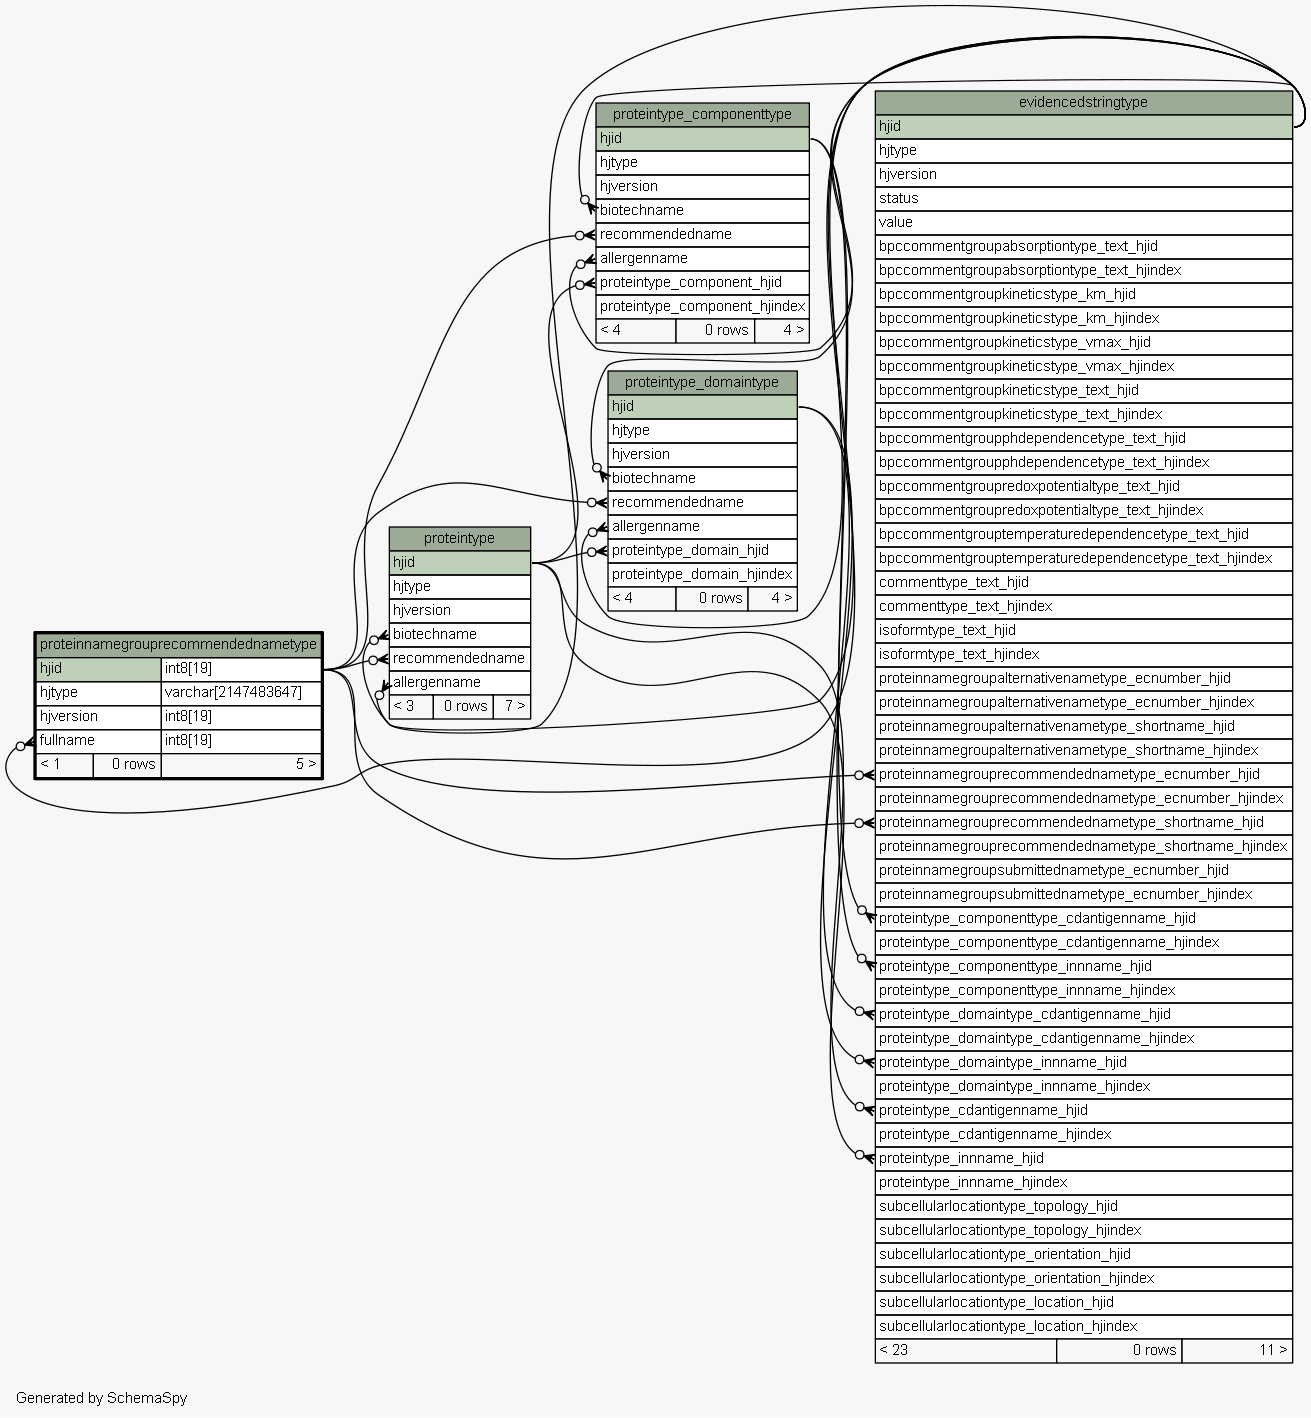 proteintype_componenttype
hjid
hjtype
hjversion
biotechname
recommendedname
allergenname
proteintype_component_hjid
proteintype_component_hjindex
< 4 0 rows 4 >
proteintype_domaintype
hjid
hjtype
hjversion
biotechname
recommendedname
allergenname
proteintype_domain_hjid
proteintype_domain_hjindex
< 4 0 rows 4 >
proteintype
hjid
hjtype
hjversion
biotechname
recommendedname
allergenname
< 3 0 rows 7 >
proteinnamegrouprecommendednametype
hjid int8[19]
hjtype varchar[2147483647]
hjversion int8[19]
fullname int8[19]
< 1 0 rows 5 >
evidencedstringtype
hjid
hjtype
hjversion
status
value
bpccommentgroupabsorptiontype_text_hjid
bpccommentgroupabsorptiontype_text_hjindex
bpccommentgroupkineticstype_km_hjid
bpccommentgroupkineticstype_km_hjindex
bpccommentgroupkineticstype_vmax_hjid
bpccommentgroupkineticstype_vmax_hjindex
bpccommentgroupkineticstype_text_hjid
bpccommentgroupkineticstype_text_hjindex
bpccommentgroupphdependencetype_text_hjid
bpccommentgroupphdependencetype_text_hjindex
bpccommentgroupredoxpotentialtype_text_hjid
bpccommentgroupredoxpotentialtype_text_hjindex
bpccommentgrouptemperaturedependencetype_text_hjid
bpccommentgrouptemperaturedependencetype_text_hjindex
commenttype_text_hjid
commenttype_text_hjindex
isoformtype_text_hjid
isoformtype_text_hjindex
proteinnamegroupalternativenametype_ecnumber_hjid
proteinnamegroupalternativenametype_ecnumber_hjindex
proteinnamegroupalternativenametype_shortname_hjid
proteinnamegroupalternativenametype_shortname_hjindex
proteinnamegrouprecommendednametype_ecnumber_hjid
proteinnamegrouprecommendednametype_ecnumber_hjindex
proteinnamegrouprecommendednametype_shortname_hjid
proteinnamegrouprecommendednametype_shortname_hjindex
proteinnamegroupsubmittednametype_ecnumber_hjid
proteinnamegroupsubmittednametype_ecnumber_hjindex
proteintype_componenttype_cdantigenname_hjid
proteintype_componenttype_cdantigenname_hjindex
proteintype_componenttype_innname_hjid
proteintype_componenttype_innname_hjindex
proteintype_domaintype_cdantigenname_hjid
proteintype_domaintype_cdantigenname_hjindex
proteintype_domaintype_innname_hjid
proteintype_domaintype_innname_hjindex
proteintype_cdantigenname_hjid
proteintype_cdantigenname_hjindex
proteintype_innname_hjid
proteintype_innname_hjindex
subcellularlocationtype_topology_hjid
subcellularlocationtype_topology_hjindex
subcellularlocationtype_orientation_hjid
subcellularlocationtype_orientation_hjindex
subcellularlocationtype_location_hjid
subcellularlocationtype_location_hjindex
< 23 0 rows 11 >
Generated by SchemaSpy